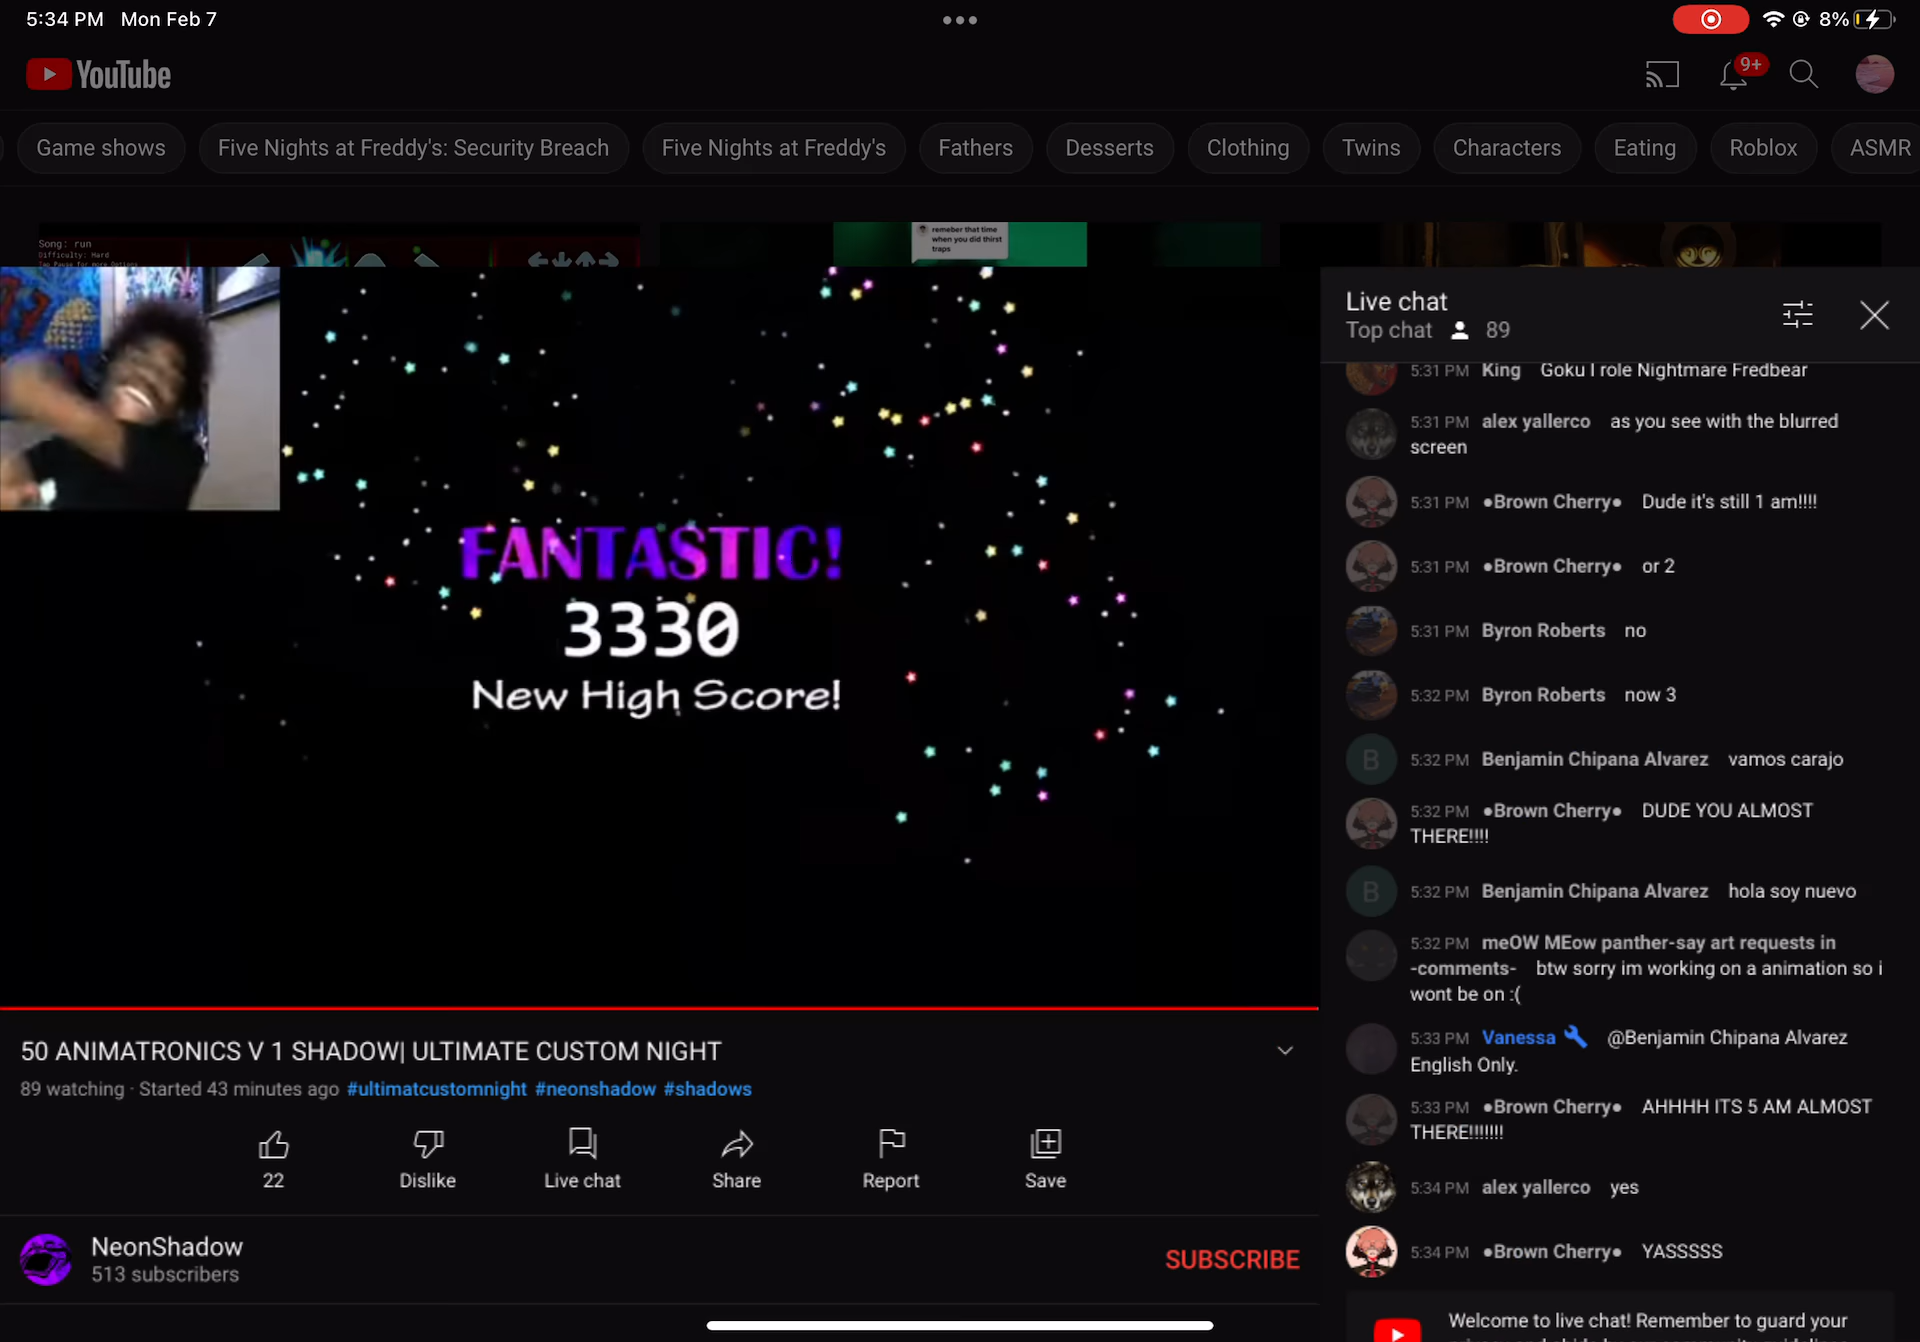 5:34 PM Mon Feb 7
8%
YouTube
9+
Game shows
Five Nights at Freddy's: Security Breach
Five Nights at Freddy's
Fathers
Desserts
Clothing
Twins
Characters
Eating
Roblox
ASMR
Song: run
Difficulty: Hard
Tap Pause for more Options
remeber that time
when you did thirst
traps
FANTASTIC!
3330
New High Score!
50 ANIMATRONICS V 1 SHADOW| ULTIMATE CUSTOM NIGHT
89 watching · Started 43 minutes ago #ultimatcustomnight #neonshadow #shadows
22
Dislike
Live chat
Share
Report
Save
NeonShadow
513 subscribers
SUBSCRIBE
Live chat
Top chat 89
5:31 PM King Goku I role Nightmare Fredbear
5:31 PM alex yallerco as you see with the blurred
screen
5:31 PM •Brown Cherry• Dude it's still 1 am!!!!
5:31 PM •Brown Cherry• or 2
5:31 PM Byron Roberts no
5:32 PM Byron Roberts now 3
B
5:32 PM Benjamin Chipana Alvarez vamos carajo
5:32 PM •Brown Cherry• DUDE YOU ALMOST
THERE!!!!
B
5:32 PM Benjamin Chipana Alvarez hola soy nuevo
5:32 PM meOW MEow panther-say art requests in
-comments- btw sorry im working on a animation so i
wont be on :(
5:33 PM Vanessa @Benjamin Chipana Alvarez
English Only.
5:33 PM •Brown Cherry• AHHHH ITS 5 AM ALMOST
THERE!!!!!!!
5:34 PM alex yallerco yes
5:34 PM •Brown Cherry• YASSSSS
Welcome to live chat! Remember to guard your